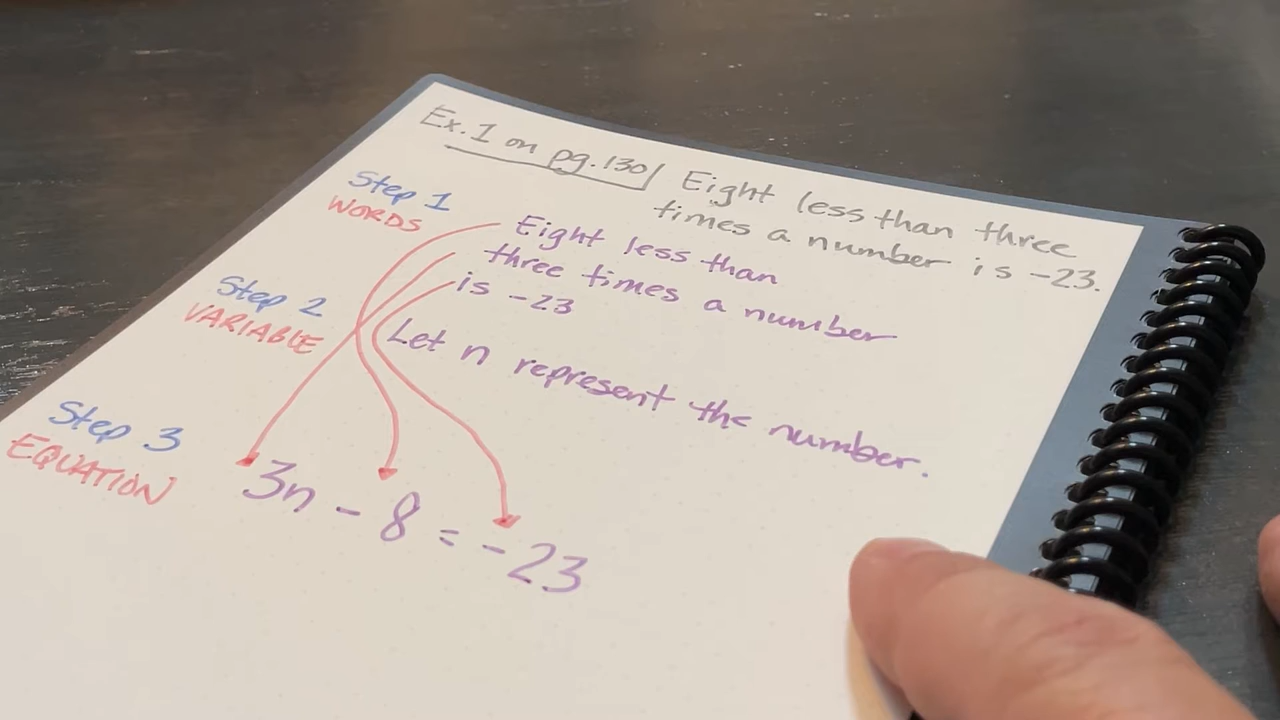 Ex. 1 on pg. 130/ Eight less than three
times a number is -23.
Step 1
WORDS
Eight less than
three times a number
is -23
Step 2
VARIABLE
Let n represent the number.
Step 3
EQUATION
3n - 8 = -23